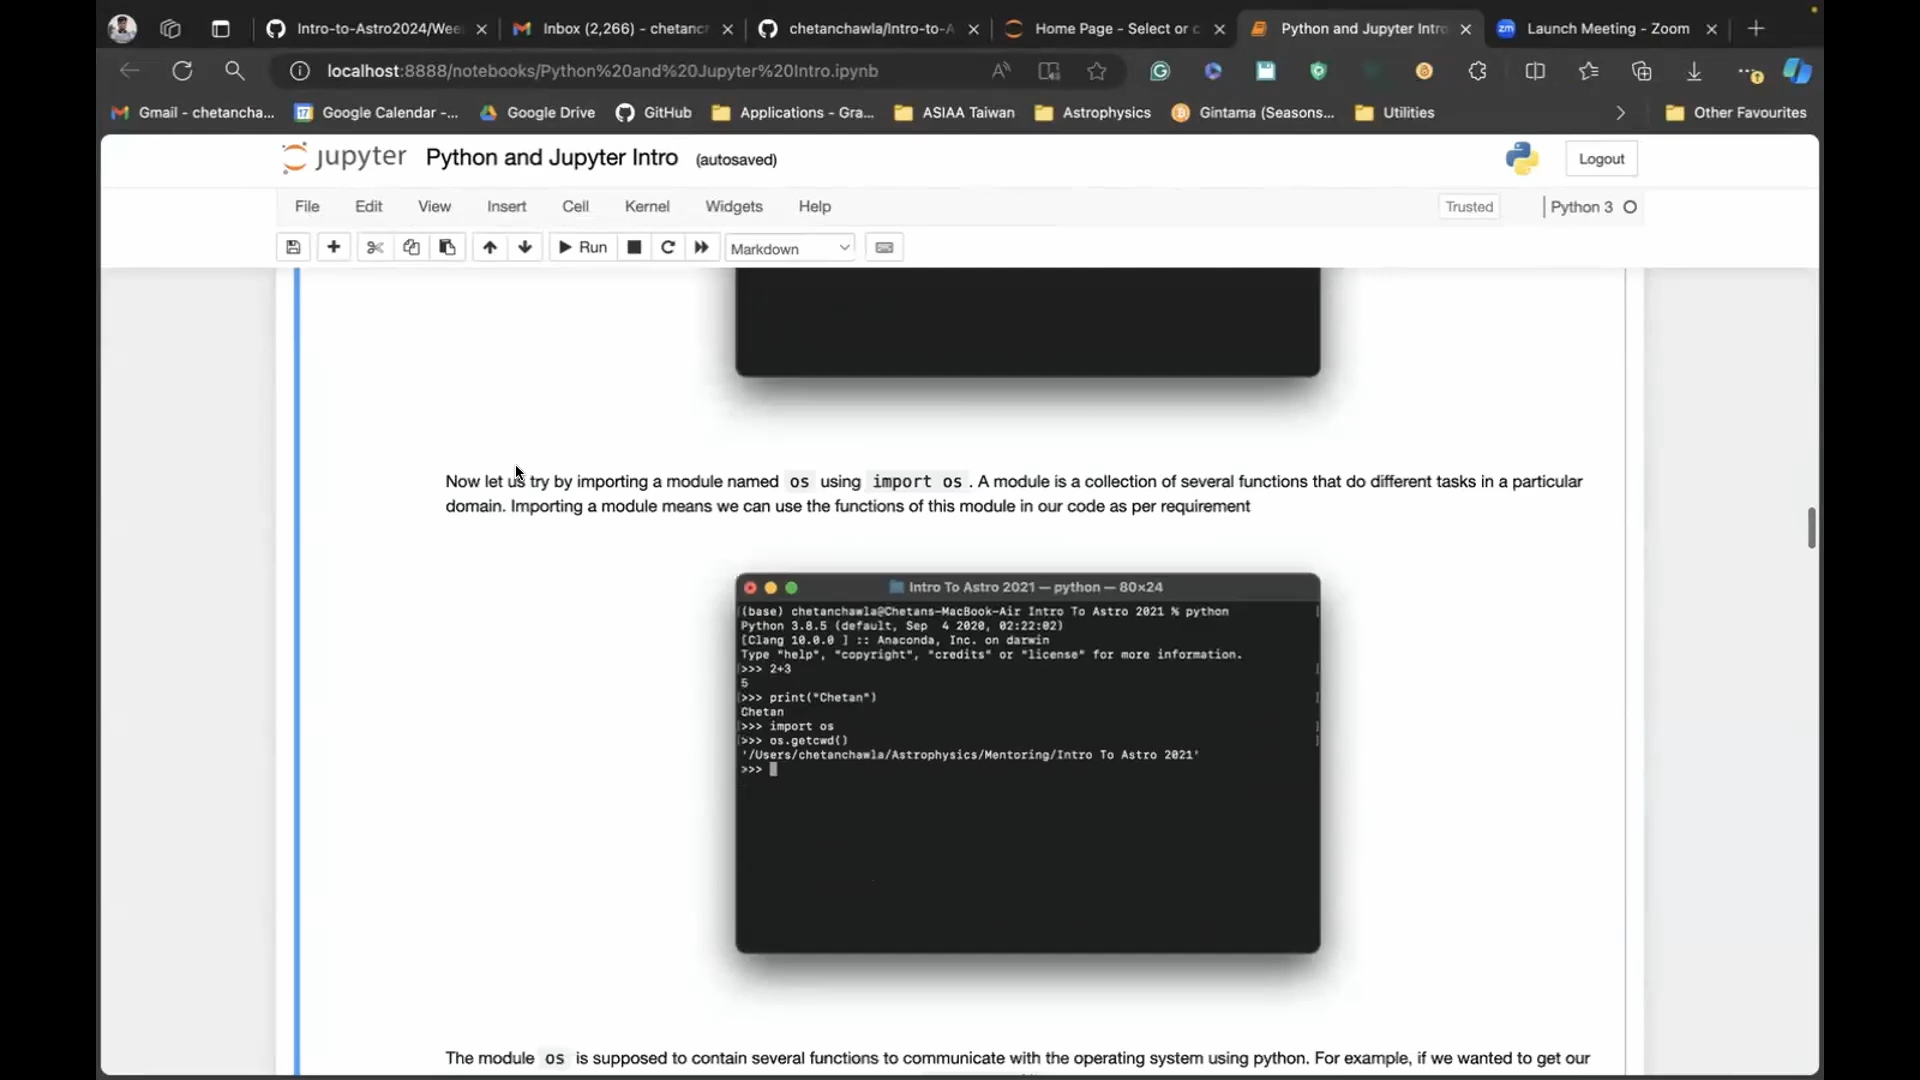 Intro-to-Astro2024/Wee
Inbox (2,266) - chetancr
chetanchawla/Intro-to-A
Home Page - Select or c
Python and Jupyter Intro
zm Launch Meeting - Zoom
localhost:8888/notebooks/Python%20and%20Jupyter%20Intro.ipynb
Gmail - chetancha...
Google Calendar -...
Google Drive
GitHub
Applications - Gra...
ASIAA Taiwan
Astrophysics
Gintama (Seasons...
Utilities
Other Favourites
jupyter Python and Jupyter Intro (autosaved)
Logout
File Edit View Insert Cell Kernel Widgets Help
Trusted
Python 3
Run
Markdown
Now let us try by importing a module named os using import os . A module is a collection of several functions that do different tasks in a particular
domain. Importing a module means we can use the functions of this module in our code as per requirement
Intro To Astro 2021 — python — 80×24
(base) chetanchawla@Chetans-MacBook-Air Intro To Astro 2021 % python
Python 3.8.5 (default, Sep  4 2020, 02:22:02)
[Clang 10.0.0 ] :: Anaconda, Inc. on darwin
Type "help", "copyright", "credits" or "license" for more information.
>>> 2+3
5
>>> print("Chetan")
Chetan
>>> import os
>>> os.getcwd()
'/Users/chetanchawla/Astrophysics/Mentoring/Intro To Astro 2021'
>>>
The module os is supposed to contain several functions to communicate with the operating system using python. For example, if we wanted to get our